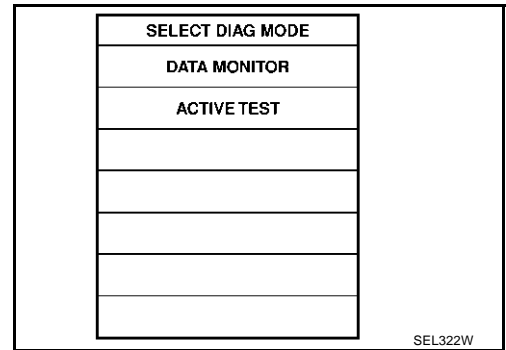 SELECT DIAG MODE
DATA MONITOR
ACTIVE TEST
SEL322W